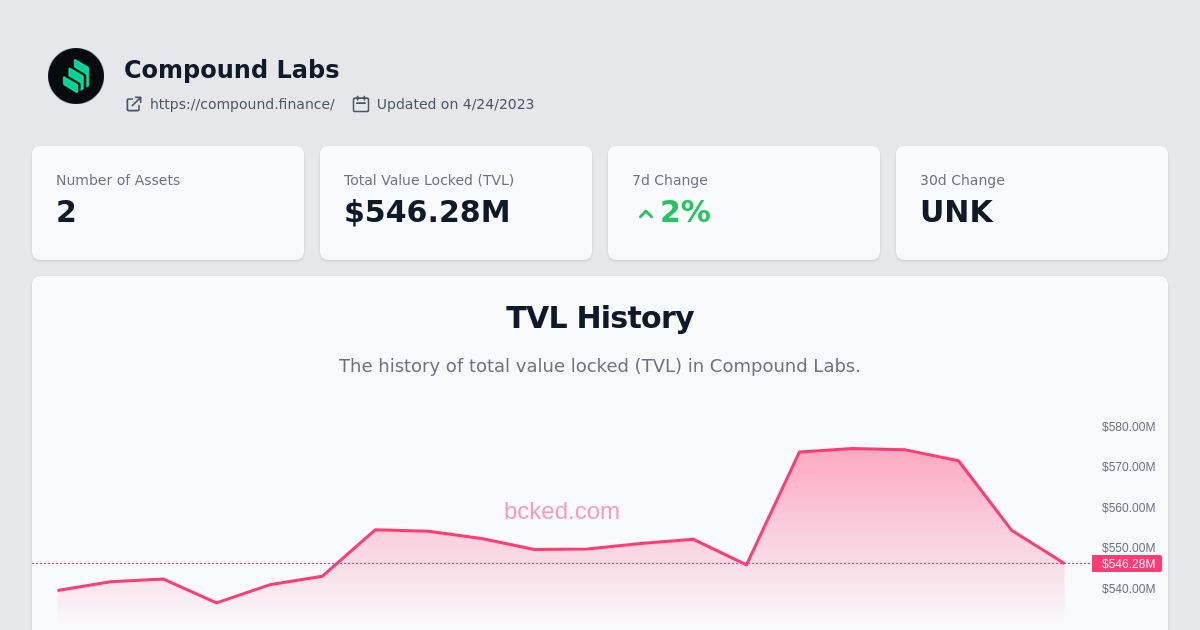 Compound Labs
https://compound.finance/ Updated on 4/24/2023
Number of Assets
2
Total Value Locked (TVL)
$546.28M
7d Change
2%
30d Change
UNK
TVL History
The history of total value locked (TVL) in Compound Labs.
bcked.com
$580.00M
$570.00M
$560.00M
$550.00M
$546.28M
$540.00M